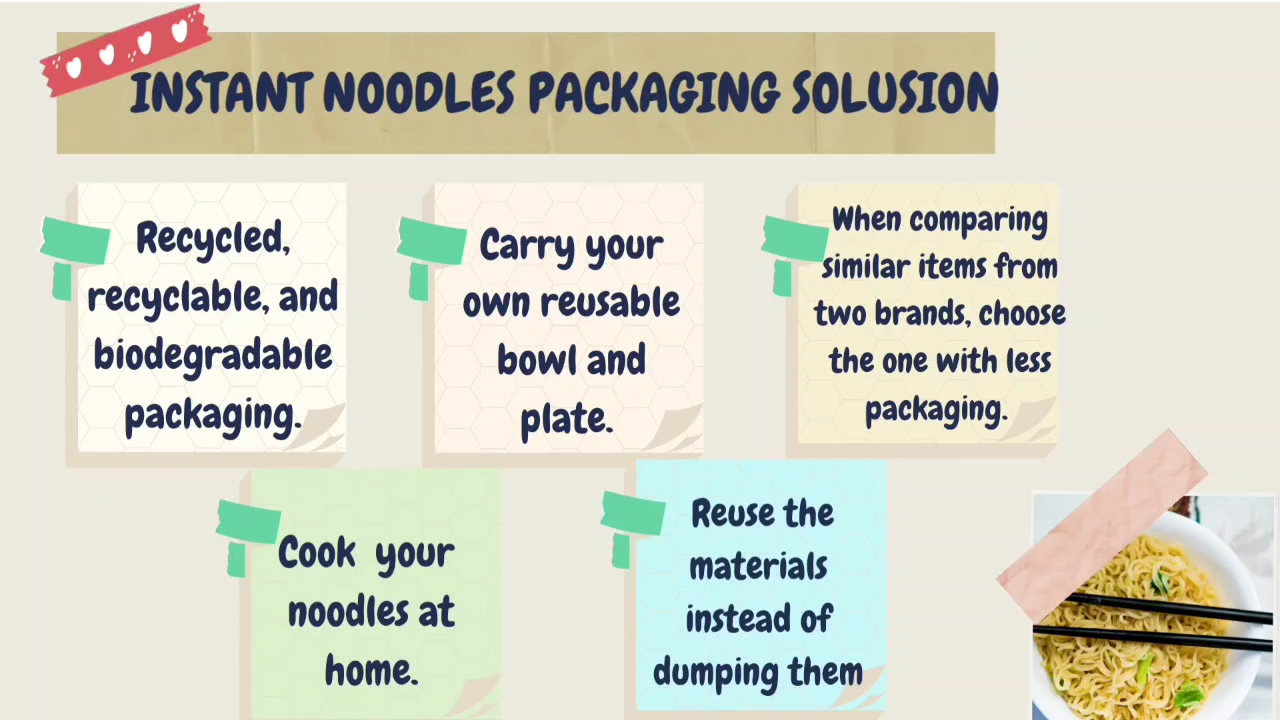 INSTANT NOODLES PACKAGING SOLUSION
Recycled,
recyclable, and
biodegradable
packaging.
Carry your
own reusable
bowl and
plate.
When comparing
similar items from
two brands, choose
the one with less
packaging.
Cook your
noodles at
home.
Reuse the
materials
instead of
dumping them